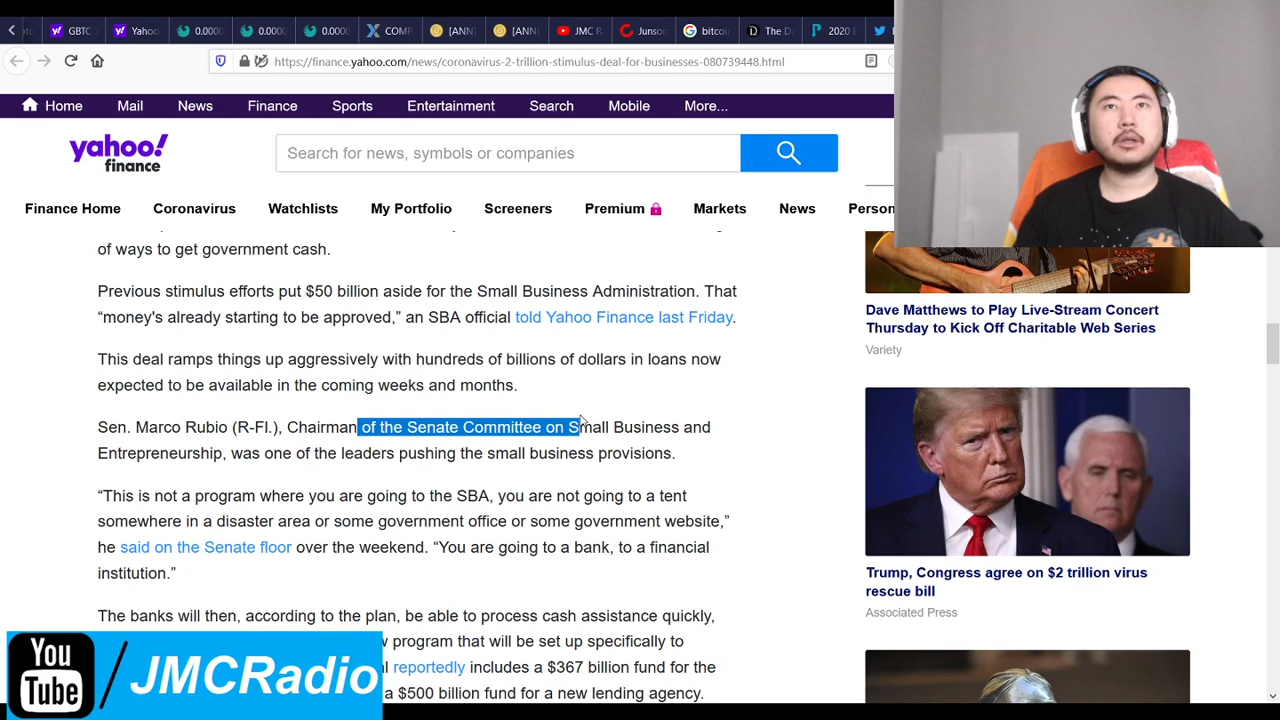 GBTC
Yahoo
0.0000
0.0000
0.0000
COMP
[ANN]
[ANN]
JMC R
Junson
bitcoi
The D
2020
https://finance.yahoo.com/news/coronavirus-2-trillion-stimulus-deal-for-businesses-080739448.html
Home Mail News Finance Sports Entertainment Search Mobile More...
yahoo!
finance
Search for news, symbols or companies
Finance Home Coronavirus Watchlists My Portfolio Screeners Premium Markets News Person
of ways to get government cash.
Previous stimulus efforts put $50 billion aside for the Small Business Administration. That
“money's already starting to be approved,” an SBA official told Yahoo Finance last Friday.
This deal revs things up aggressively with hundreds of billions of dollars in loans now
expected to be available in the coming weeks and months.
Sen. Marco Rubio (R-Fl.), Chairman of the Senate Committee on Small Business and
Entrepreneurship, was one of the leaders pushing the small business provisions.
“This is not a program where you are going to the SBA, you are not going to a tent
somewhere in a disaster area or some government office or some government website,”
he said on the Senate floor over the weekend. “You are going to a bank, to a financial
institution.”
The banks will then, according to the plan, be able to process cash assistance quickly,
program that will be set up specifically to
reportedly includes a $367 billion fund for the
a $500 billion fund for a new lending agency.
Dave Matthews to Play Live-Stream Concert
Thursday to Kick Off Charitable Web Series
Variety
Trump, Congress agree on $2 trillion virus
rescue bill
Associated Press
You
Tube
/JMCRadio